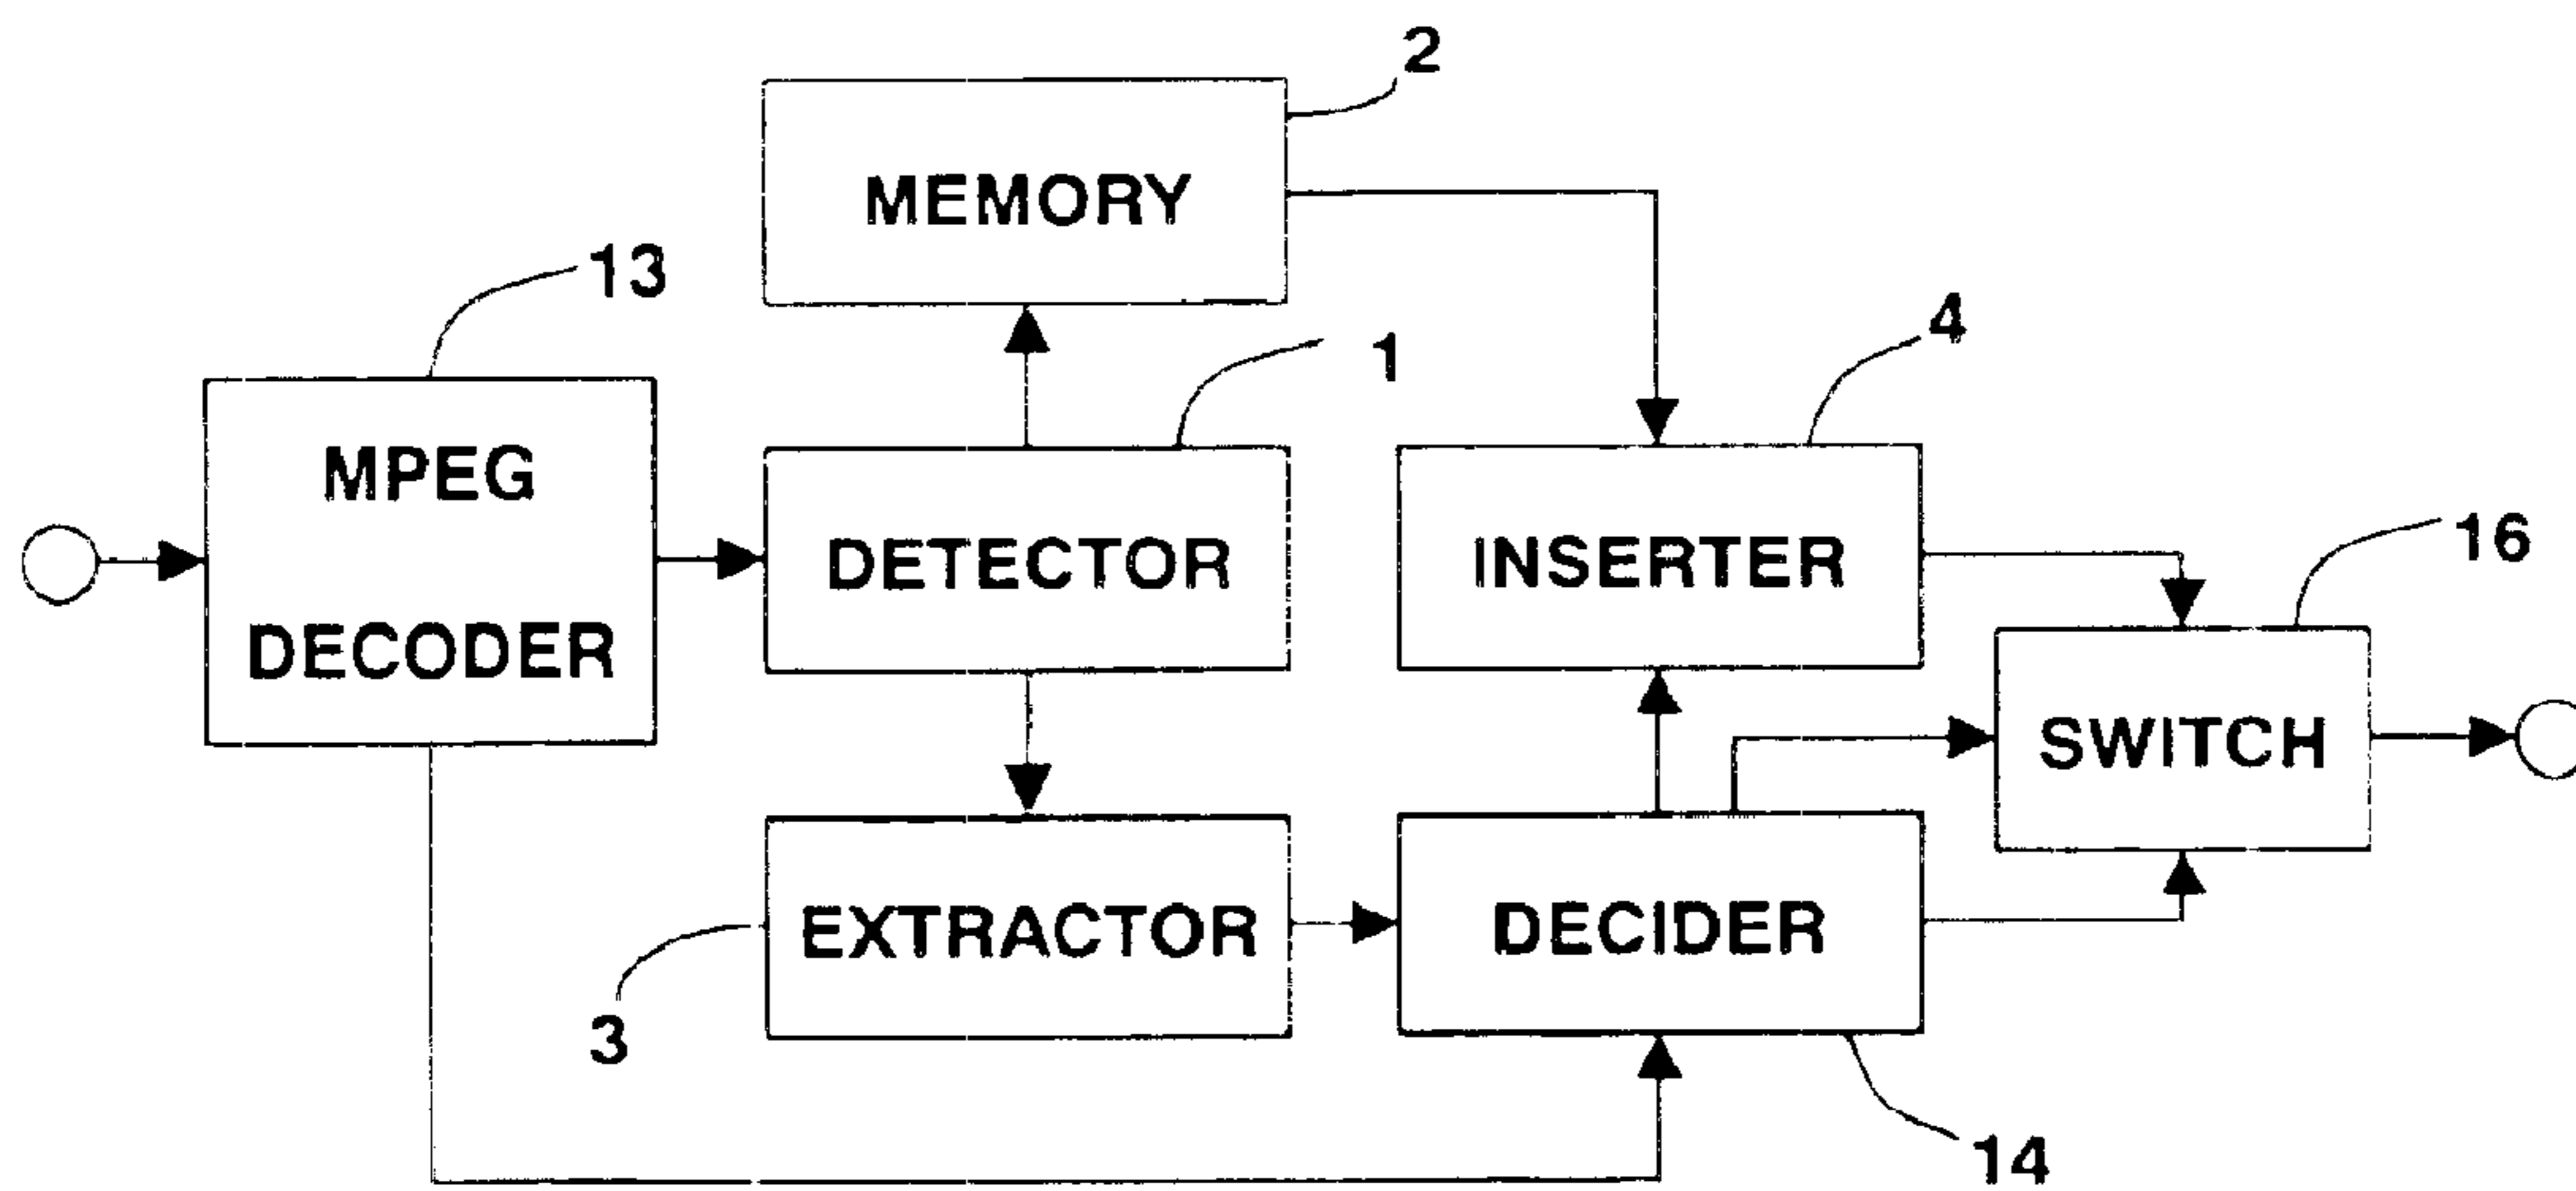 2
MEMORY
13
1
4
MPEG
DECODER
DETECTOR
INSERTER
16
SWITCH
EXTRACTOR
DECIDER
3
14